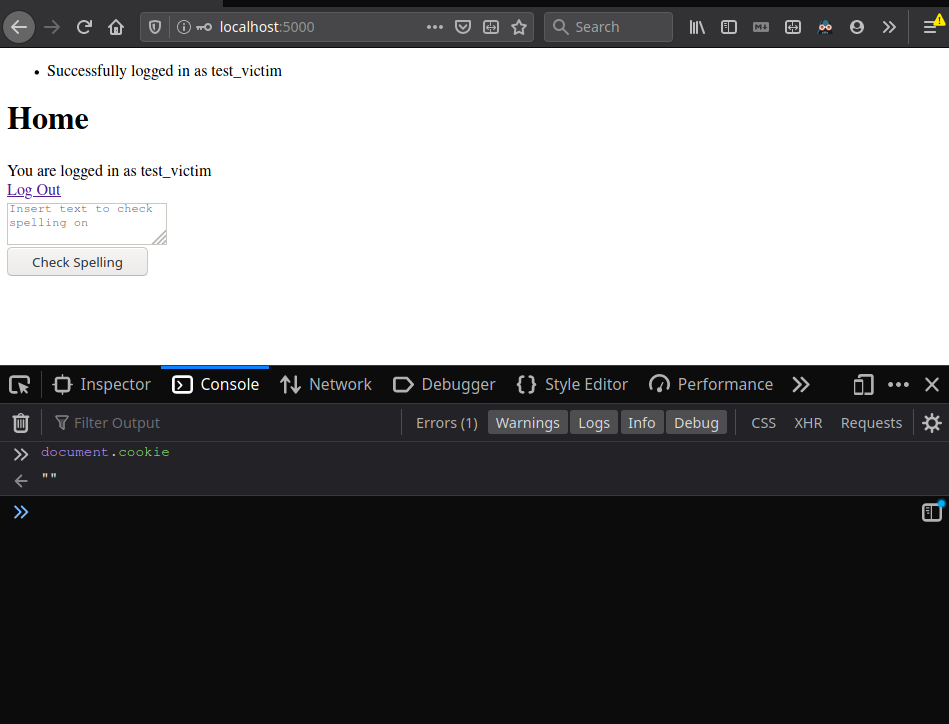 localhost:5000
Search
M↓
Successfully logged in as test_victim
Home
You are logged in as test_victim
Log Out
Insert text to check
spelling on
Check Spelling
Inspector
Console
Network
Debugger
Style Editor
Performance
Filter Output
Errors (1)
Warnings
Logs
Info
Debug
CSS
XHR
Requests
document.cookie
""